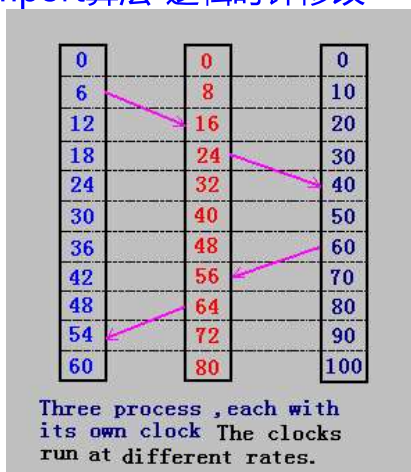 0 0 0
6 8 10
12 16 20
18 24 30
24 32 40
30 40 50
36 48 60
42 56 70
48 64 80
54 72 90
60 80 100
Three process ,each with
its own clock The clocks
run at different rates.